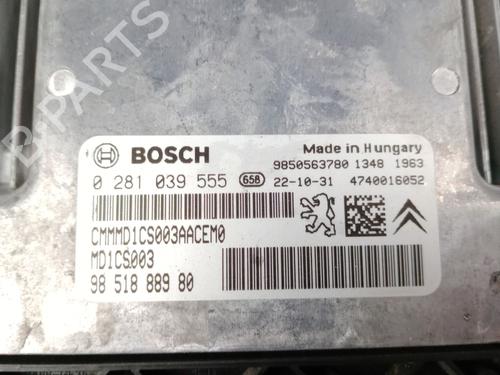 B-PARTS
BOSCH
Made in Hungary
9850563780 1348 1963
0 281 039 555 658 22-10-31 4740016052
CMMMD1CS003AACEM0
MD1CS003
98 518 889 80